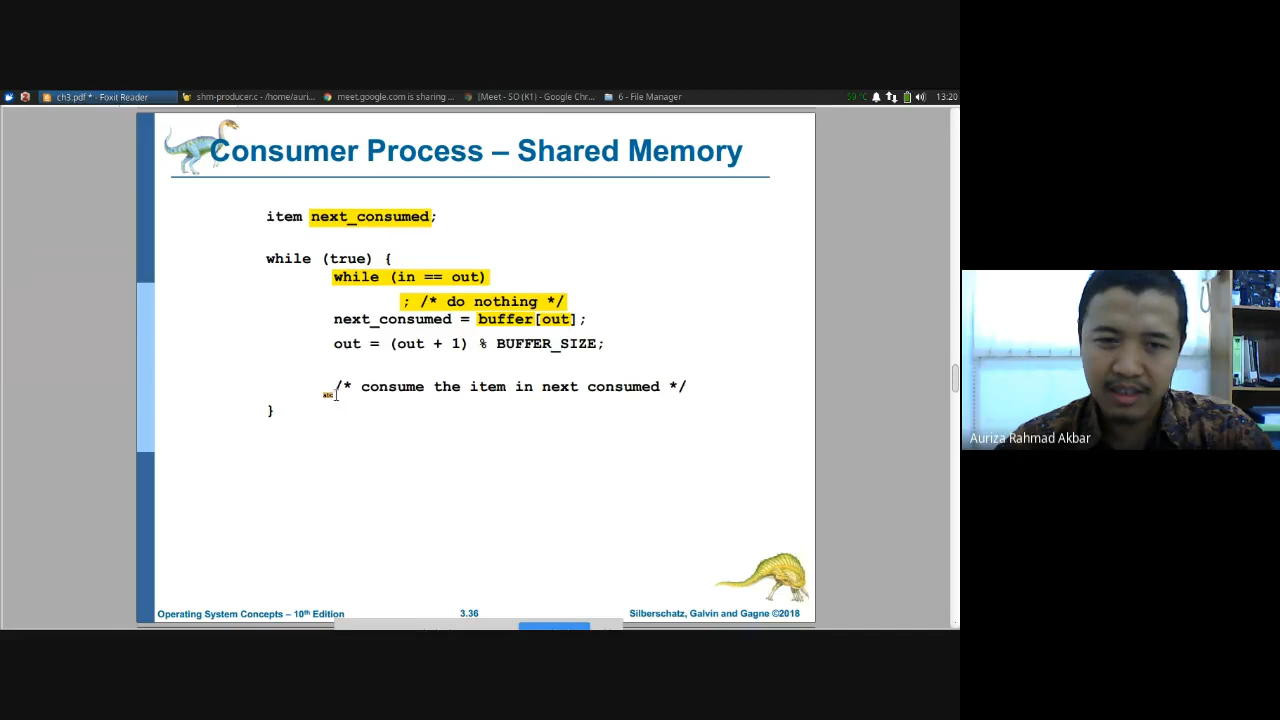 ch3.pdf * - Foxit Reader
shm-producer.c - /home/auri...
meet.google.com is sharing ...
[Meet - SO (K1) - Google Chr...
6 - File Manager
59 °C
13:20
Consumer Process – Shared Memory
item next_consumed;
while (true) {
while (in == out)
; /* do nothing */
next_consumed = buffer[out];
out = (out + 1) % BUFFER_SIZE;
/* consume the item in next consumed */
abc
}
Auriza Rahmad Akbar
Operating System Concepts – 10th Edition
3.36
Silberschatz, Galvin and Gagne ©2018